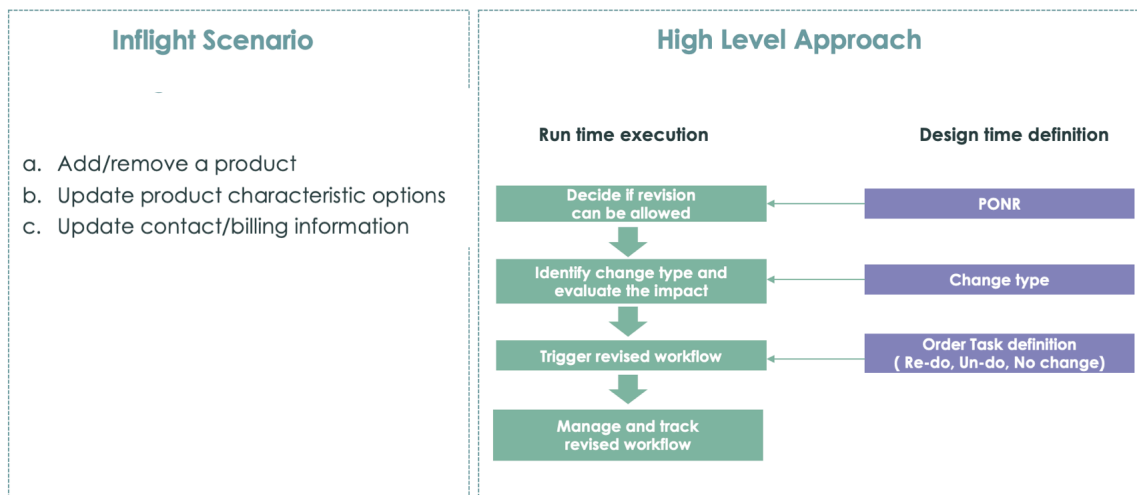 Inflight Scenario
a. Add/remove a product
b. Update product characteristic options
c. Update contact/billing information
High Level Approach
Run time execution
Design time definition
Decide if revision
can be allowed
PONR
Identify change type and
evaluate the impact
Change type
Trigger revised workflow
Order Task definition
( Re-do, Un-do, No change)
Manage and track
revised workflow